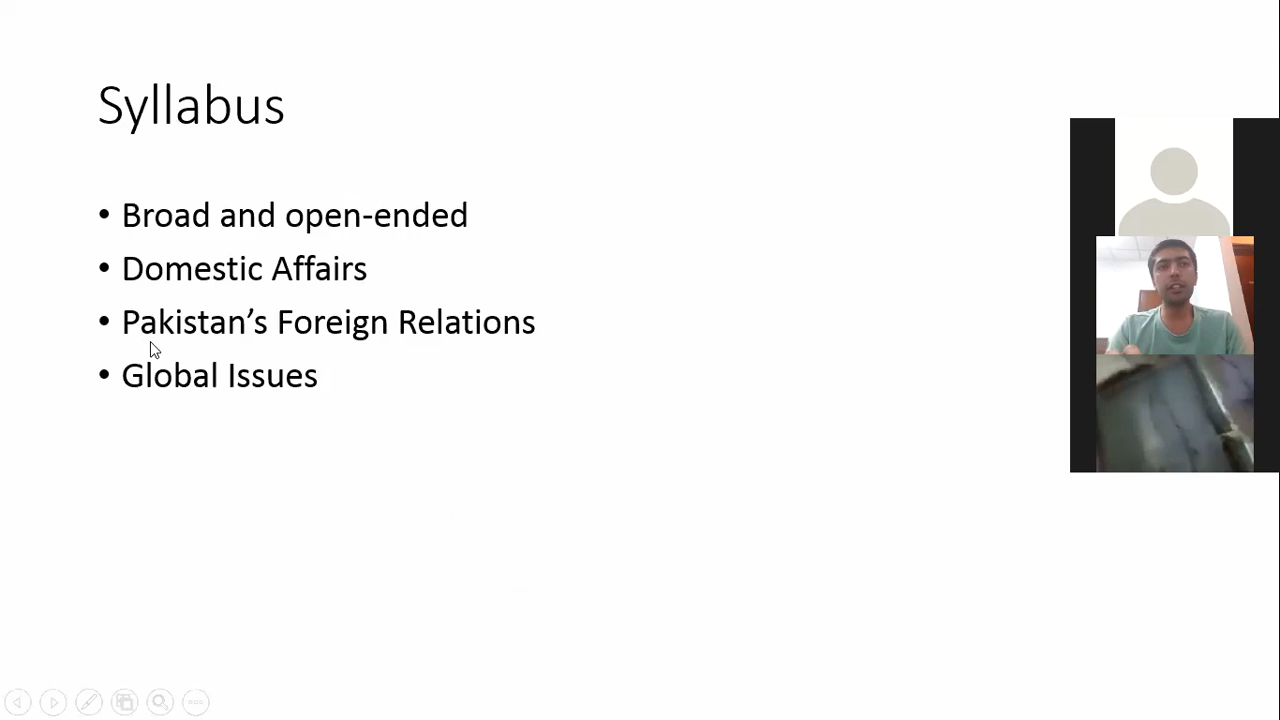 Syllabus
• Broad and open-ended
• Domestic Affairs
• Pakistan’s Foreign Relations
• Global Issues